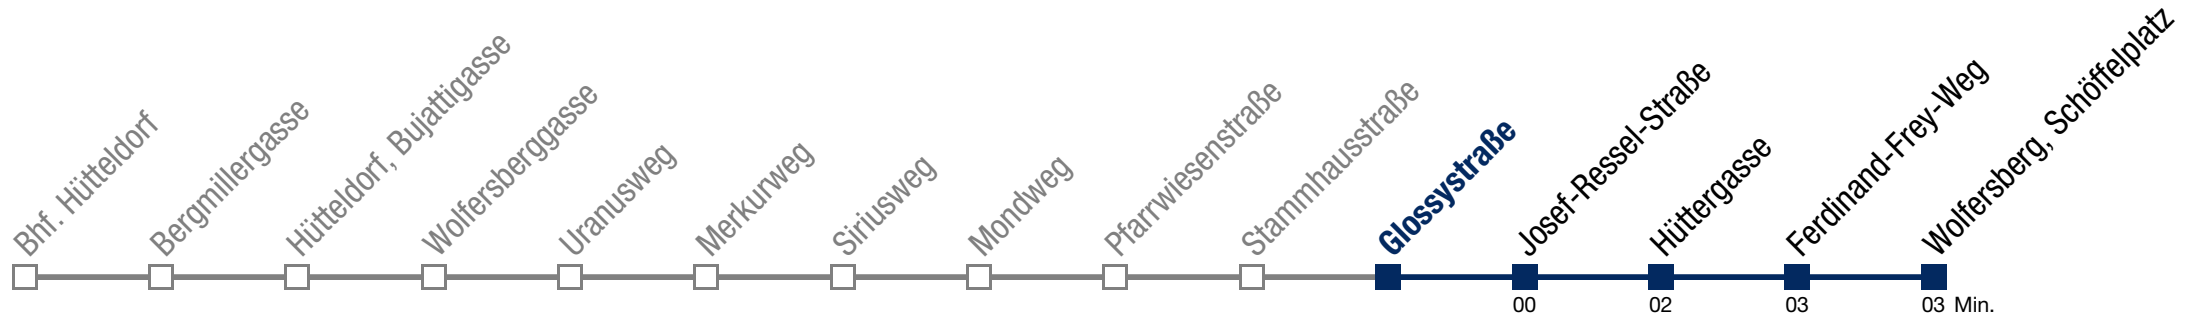 Bhf. Hütteldorf
Bergmillergasse
Hütteldorf, Bujattigasse
Wolfersberggasse
Uranusweg
Merkurweg
Siriusweg
Mondweg
Pfarrwiesenstraße
Stammhausstraße
Glossystraße
Josef-Ressel-Straße
Hüttergasse
Ferdinand-Frey-Weg
Wolfersberg, Schöffelplatz
00 02 03 03 Min.